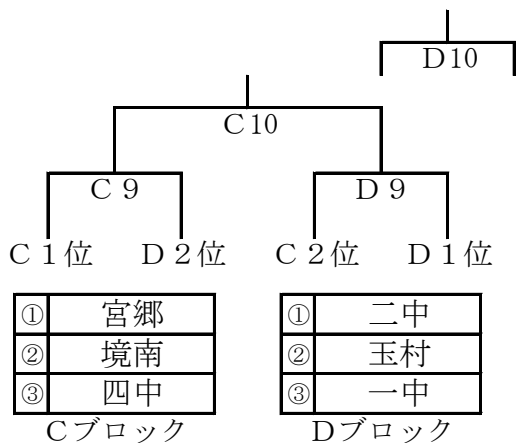 D10
C10
C 9 D 9
C 1位 D 2位 C 2位 D 1位
① 宮郷 ① 二中
② 境南 ② 玉村
③ 四中 ③ 一中
Cブロック Dブロック